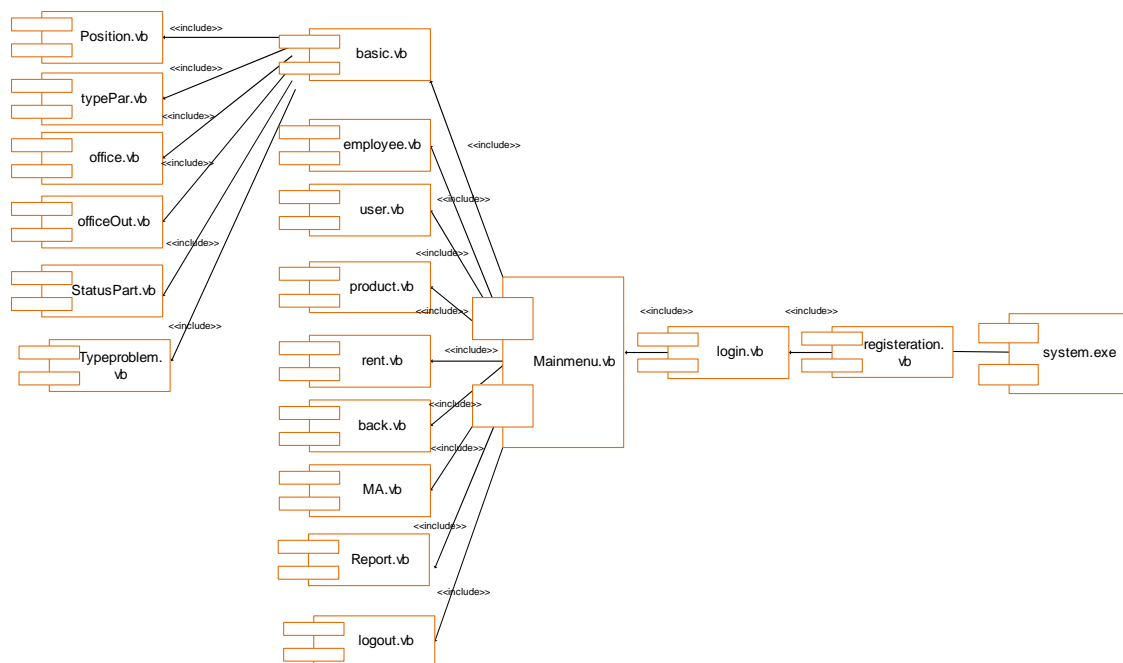 Position.vb
<<include>>
basic.vb
<<include>>
typePar.vb
<<include>>
office.vb
<<include>>
officeOut.vb
<<include>>
StatusPart.vb
<<include>>
Typeproblem.
vb
employee.vb
<<include>>
user.vb
<<include>>
product.vb
<<include>>
rent.vb
<<include>>
back.vb
<<include>>
MA.vb
<<include>>
Report.vb
<<include>>
logout.vb
<<include>>
Mainmenu.vb
<<include>>
login.vb
<<include>>
registeration.
vb
system.exe